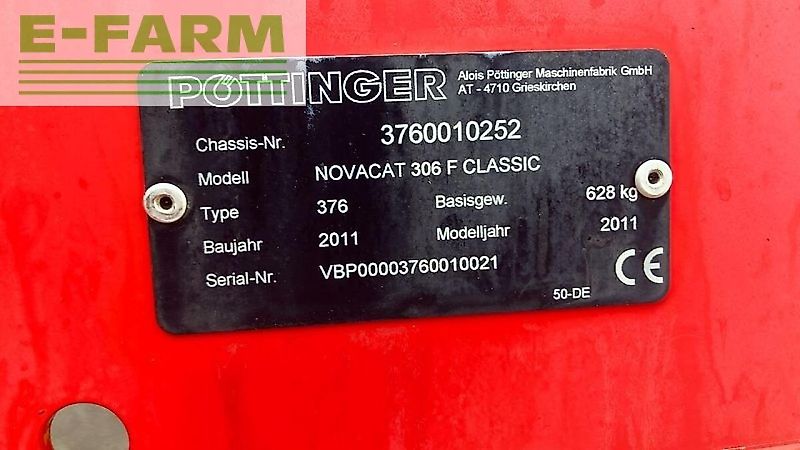 E-FARM
PÖTTINGER
Alois Pöttinger Maschinenfabrik GmbH
AT - 4710 Grieskirchen
Chassis-Nr. 3760010252
Modell NOVACAT 306 F CLASSIC
Type 376 Basisgew. 628 kg
Baujahr 2011 Modelljahr 2011
Serial-Nr. VBP00003760010021
CE
50-DE